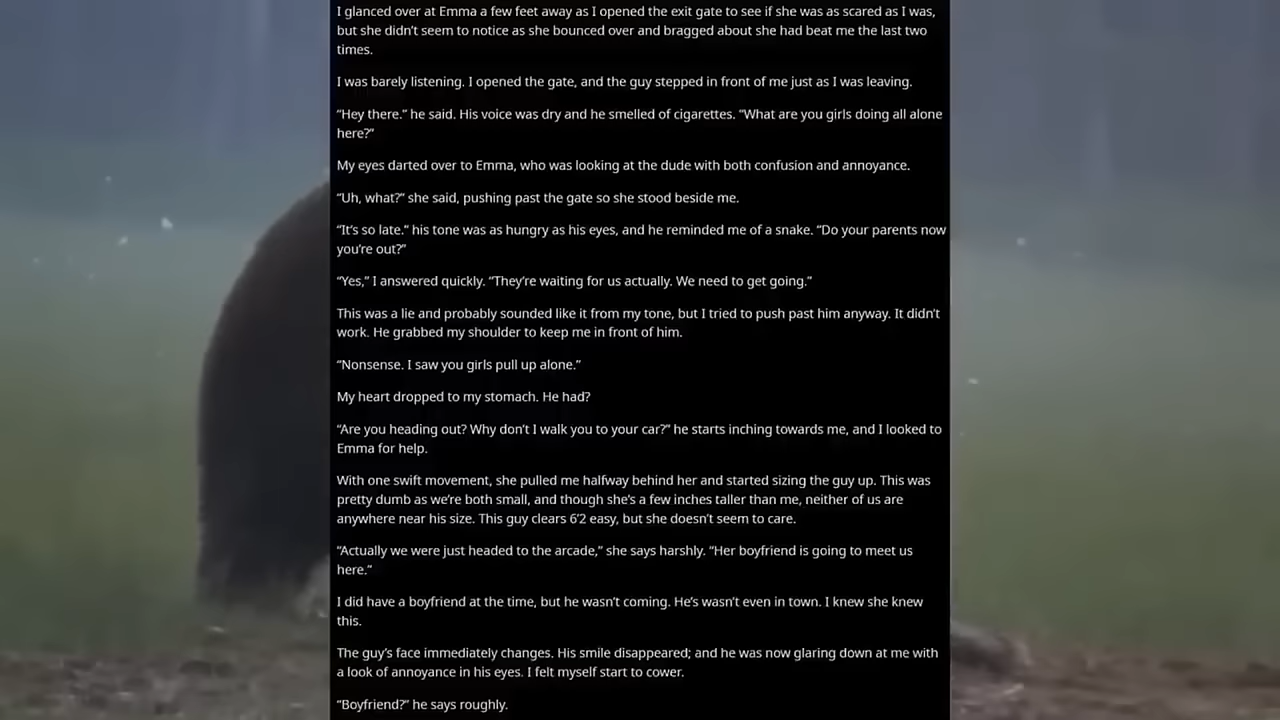 I glanced over at Emma a few feet away as I opened the exit gate to see if she was as scared as I was,
but she didn’t seem to notice as she bounced over and bragged about she had beat me the last two
times.
I was barely listening. I opened the gate, and the guy stepped in front of me just as I was leaving.
“Hey there.” he said. His voice was dry and he smelled of cigarettes. “What are you girls doing all alone
here?”
My eyes darted over to Emma, who was looking at the dude with both confusion and annoyance.
“Uh, what?” she said, pushing past the gate so she stood beside me.
“It’s so late.” his tone was as hungry as his eyes, and he reminded me of a snake. “Do your parents now
you’re out?”
“Yes,” I answered quickly. “They’re waiting for us actually. We need to get going.”
This was a lie and probably sounded like it from my tone, but I tried to push past him anyway. It didn’t
work. He grabbed my shoulder to keep me in front of him.
“Nonsense. I saw you girls pull up alone.”
My heart dropped to my stomach. He had?
“Are you heading out? Why don’t I walk you to your car?” he starts inching towards me, and I looked to
Emma for help.
With one swift movement, she pulled me halfway behind her and started sizing the guy up. This was
pretty dumb as we’re both small, and though she’s a few inches taller than me, neither of us are
anywhere near his size. This guy clears 6’2 easy, but she doesn’t seem to care.
“Actually we were just headed to the arcade,” she says harshly. “Her boyfriend is going to meet us
here.”
I did have a boyfriend at the time, but he wasn’t coming. He’s wasn’t even in town. I knew she knew
this.
The guy’s face immediately changes. His smile disappeared; and he was now glaring down at me with
a look of annoyance in his eyes. I felt myself start to cower.
“Boyfriend?” he says roughly.